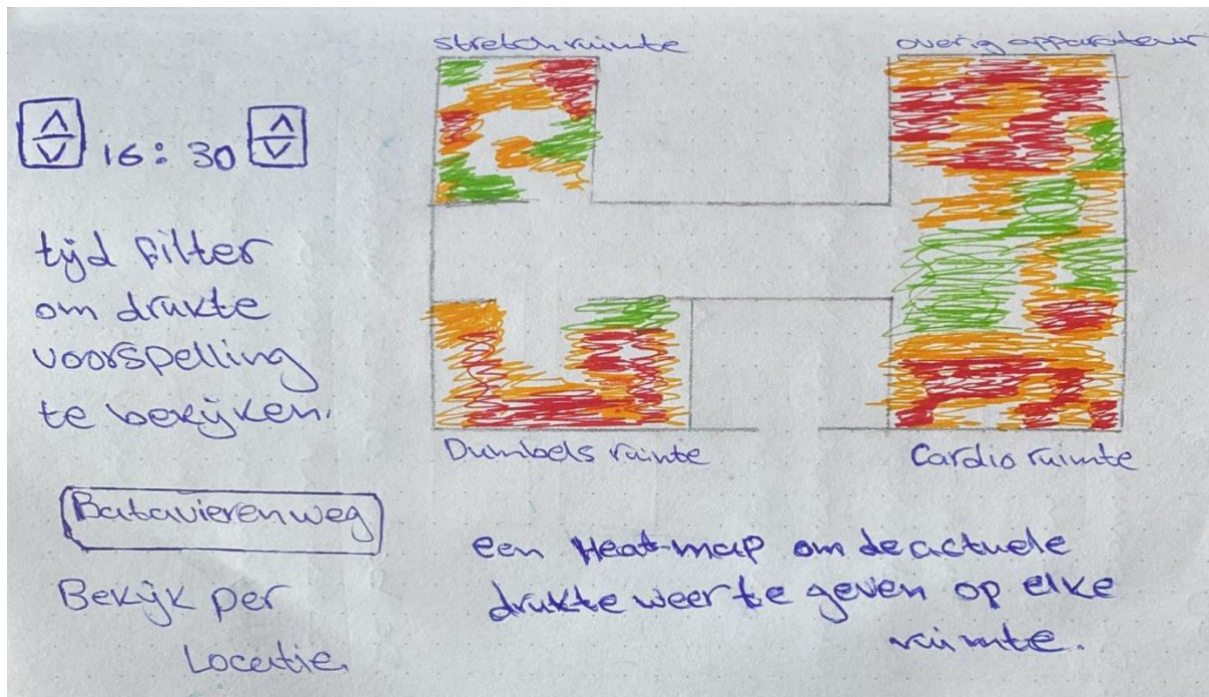 stretch ruimte
overig apparatuur
16:30
tijd filter
om drukte
voorspelling
te bekijken.
Dumbels ruimte
Cardio ruimte
Batavierenweg
Bekijk per
Locatie.
een Heat-map om de actuele
drukte weer te geven op elke
ruimte.